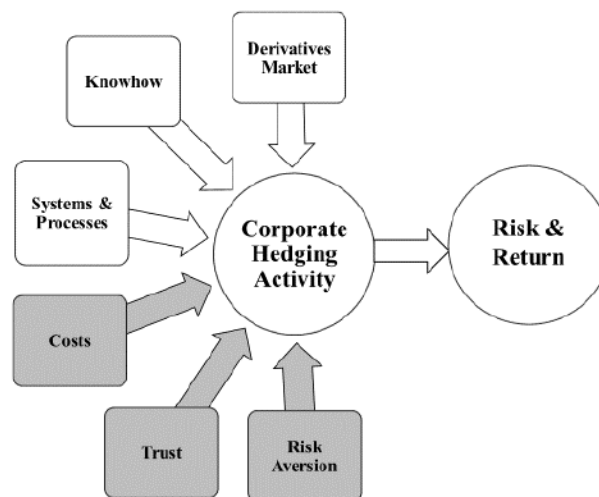 Derivatives
Market
Knowhow
Systems &
Processes
Corporate
Hedging
Activity
Risk &
Return
Costs
Trust
Risk
Aversion